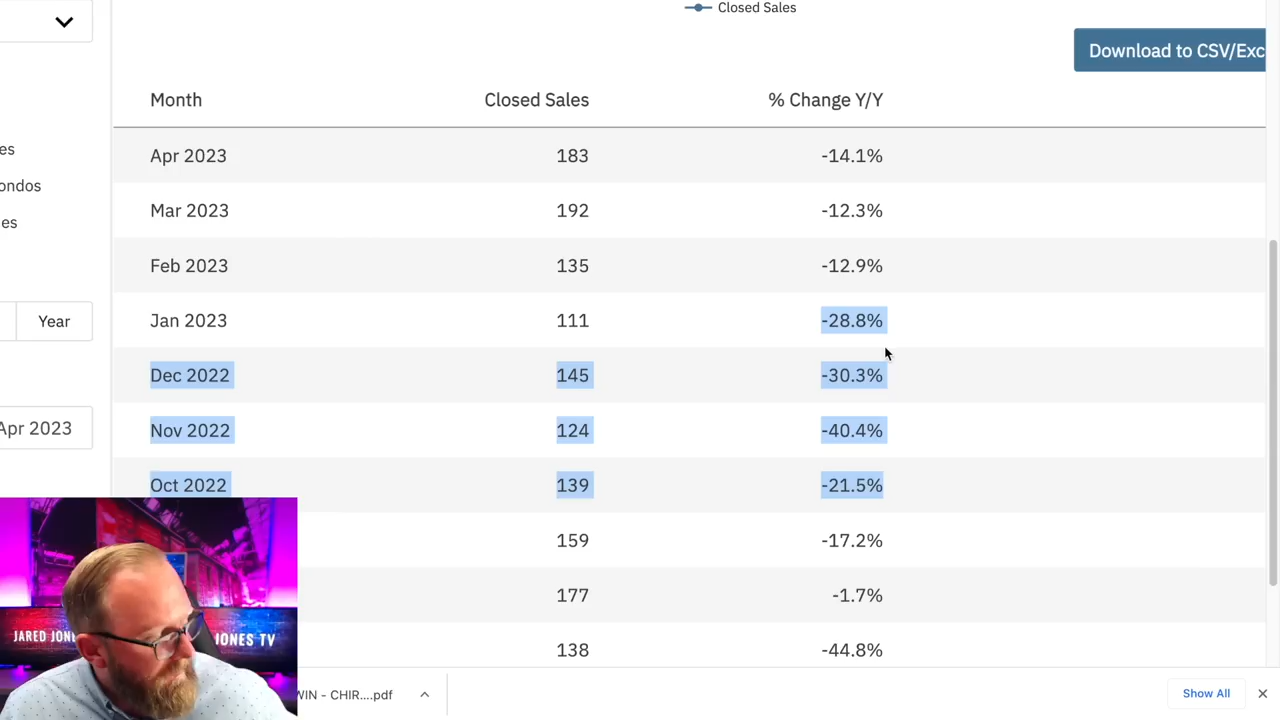 Closed Sales
Download to CSV/Exc
Month Closed Sales % Change Y/Y
Apr 2023 183 -14.1%
es
ondos
Mar 2023 192 -12.3%
es
Feb 2023 135 -12.9%
Year
Jan 2023 111 -28.8%
Dec 2022 145 -30.3%
Apr 2023
Nov 2022 124 -40.4%
Oct 2022 139 -21.5%
159 -17.2%
177 -1.7%
138 -44.8%
JARED JON
JONES TV
WIN - CHIR....pdf
Show All